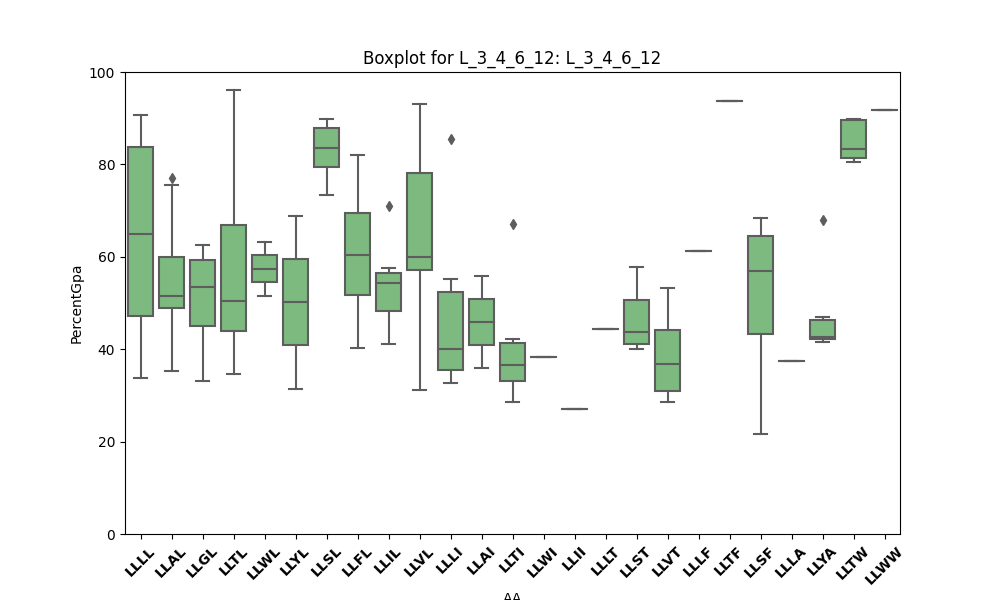 Boxplot for L_3_4_6_12: L_3_4_6_12
100
80
60
40
20
0
PercentGpa
LLLL LLAL LLGL LLTL LLWL LLYL LLSL LLFL LLIL LLVL LLLI LLAI LLTI LLWI LLII LLLT LLST LLVT LLLF LLTF LLSF LLLA LLYA LLTW LLWW
AA